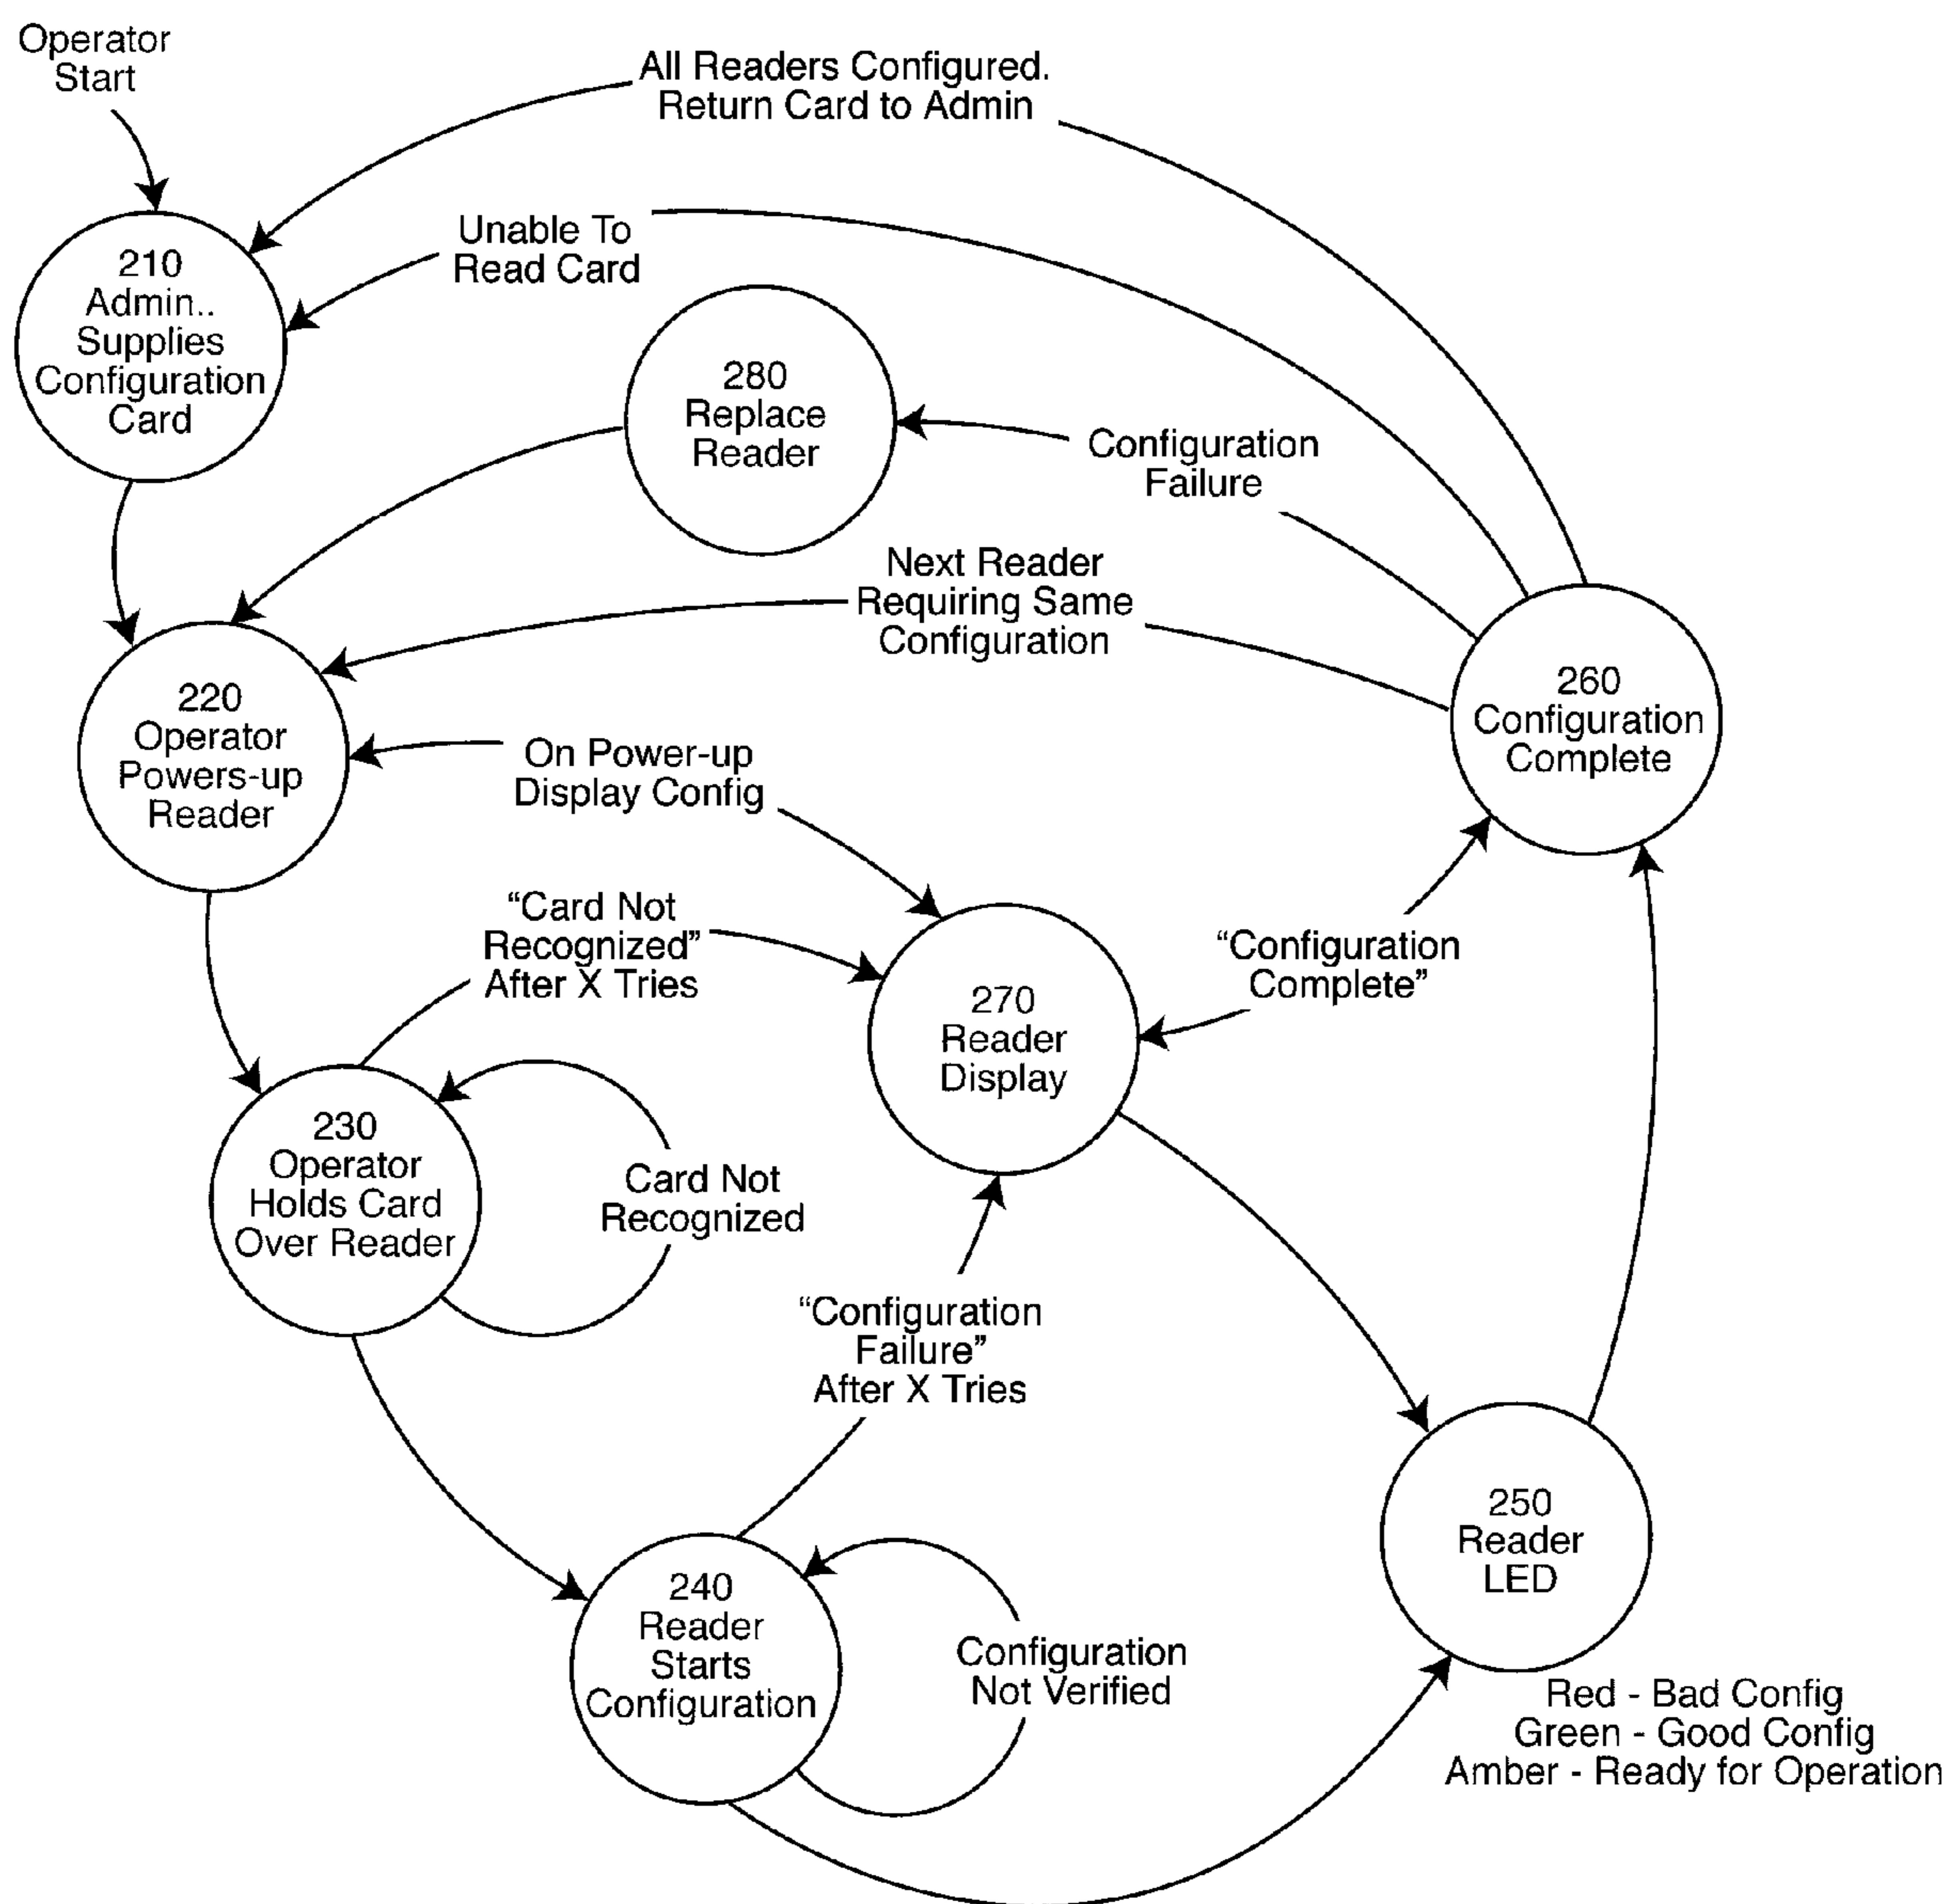 Operator
Start
All Readers Configured.
Return Card to Admin
Unable To
Read Card
210
Admin..
Supplies
Configuration
Card
280
Replace
Reader
Configuration
Failure
Next Reader
Requiring Same
Configuration
220
Operator
Powers-up
Reader
On Power-up
Display Config
260
Configuration
Complete
“Card Not
Recognized”
After X Tries
“Configuration
Complete”
270
Reader
Display
230
Operator
Holds Card
Over Reader
Card Not
Recognized
“Configuration
Failure”
After X Tries
240
Reader
Starts
Configuration
Configuration
Not Verified
250
Reader
LED
Red - Bad Config
Green - Good Config
Amber - Ready for Operation